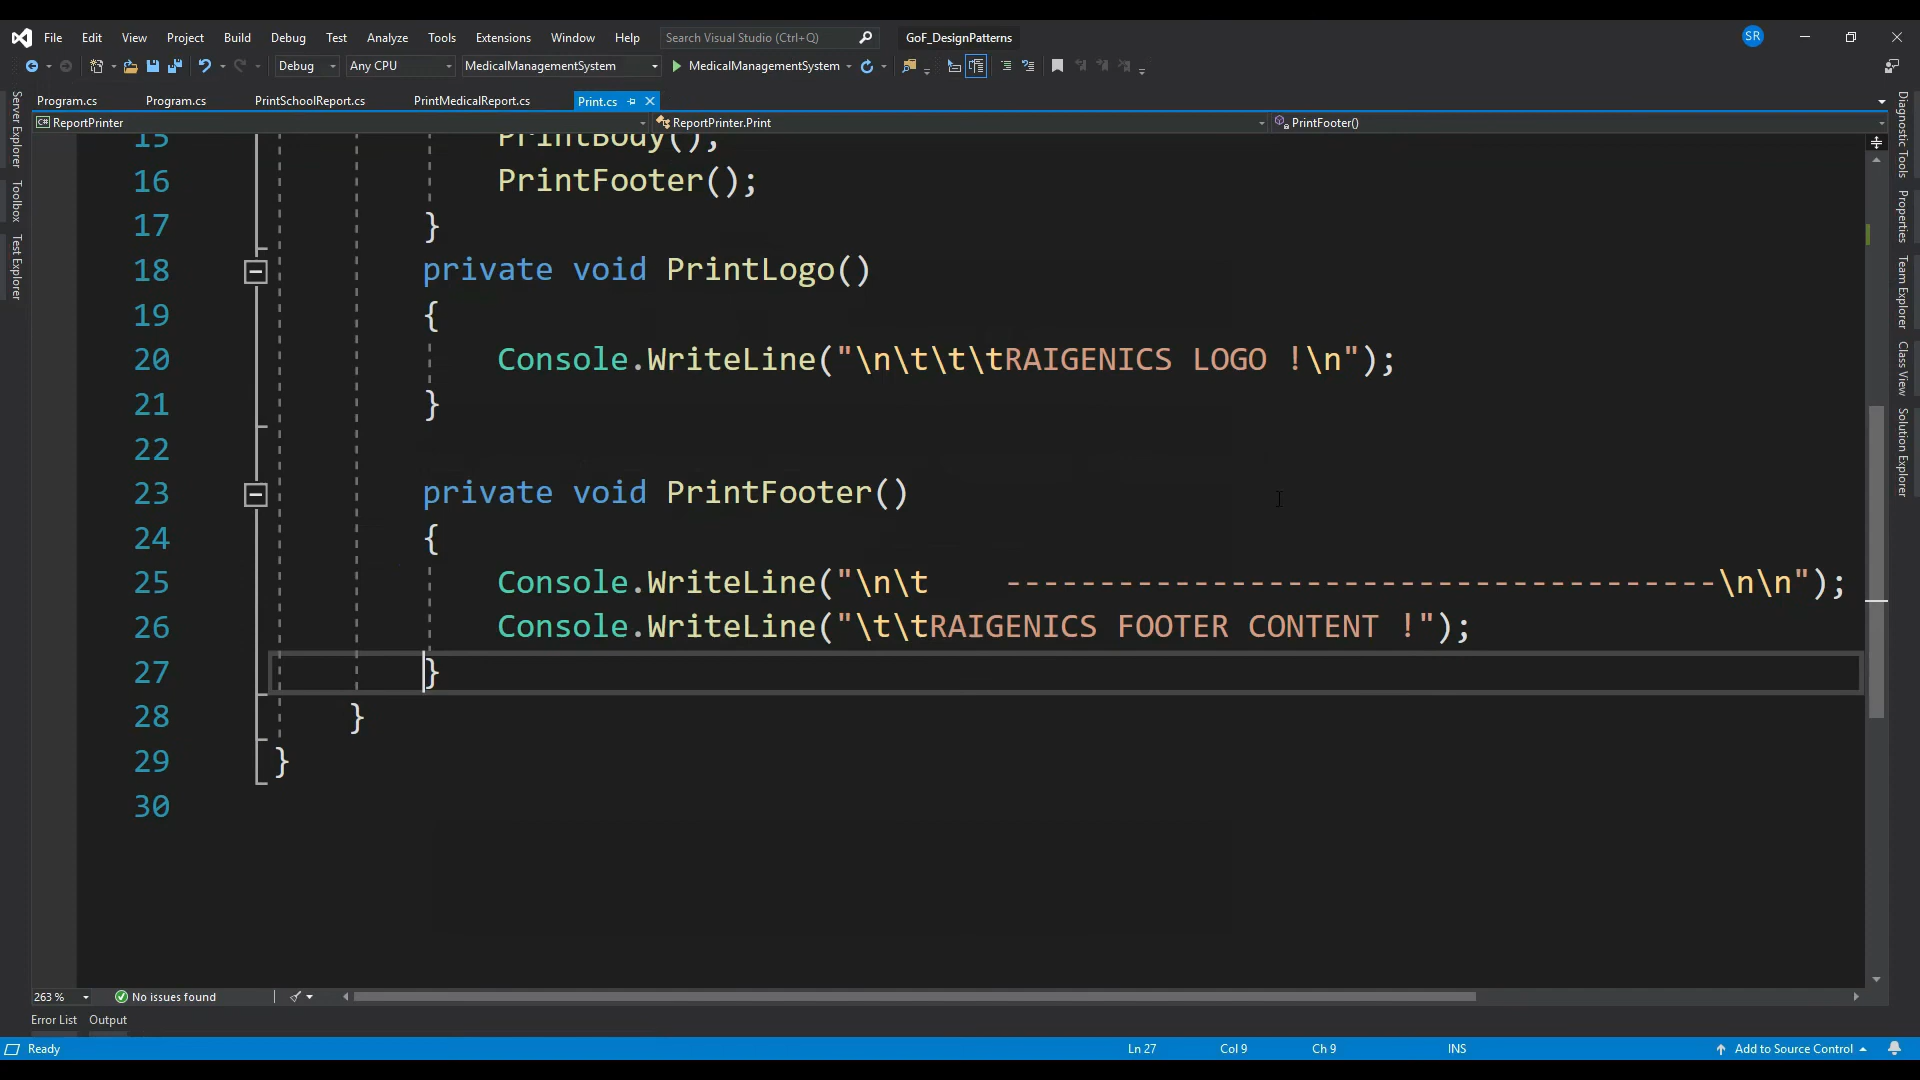 File Edit View Project Build Debug Test Analyze Tools Extensions Window Help Search Visual Studio (Ctrl+Q) GoF_DesignPatterns SR
Debug Any CPU MedicalManagementSystem MedicalManagementSystem
Program.cs Program.cs PrintSchoolReport.cs PrintMedicalReport.cs Print.cs
C# ReportPrinter ReportPrinter.Print PrintFooter()
15 PrintBody();
16 PrintFooter();
17 }
18 private void PrintLogo()
19 {
20 Console.WriteLine("\n\t\t\tRAIGENICS LOGO !\n");
21 }
22
23 private void PrintFooter()
24 {
25 Console.WriteLine("\n\t    --------------------------------------\n\n");
26 Console.WriteLine("\t\tRAIGENICS FOOTER CONTENT !");
27 }
28 }
29 }
30
Server Explorer
Toolbox
Test Explorer
Diagnostic Tools
Properties
Team Explorer
Class View
Solution Explorer
263 % No issues found
Error List Output
Ready Ln 27 Col 9 Ch 9 INS Add to Source Control